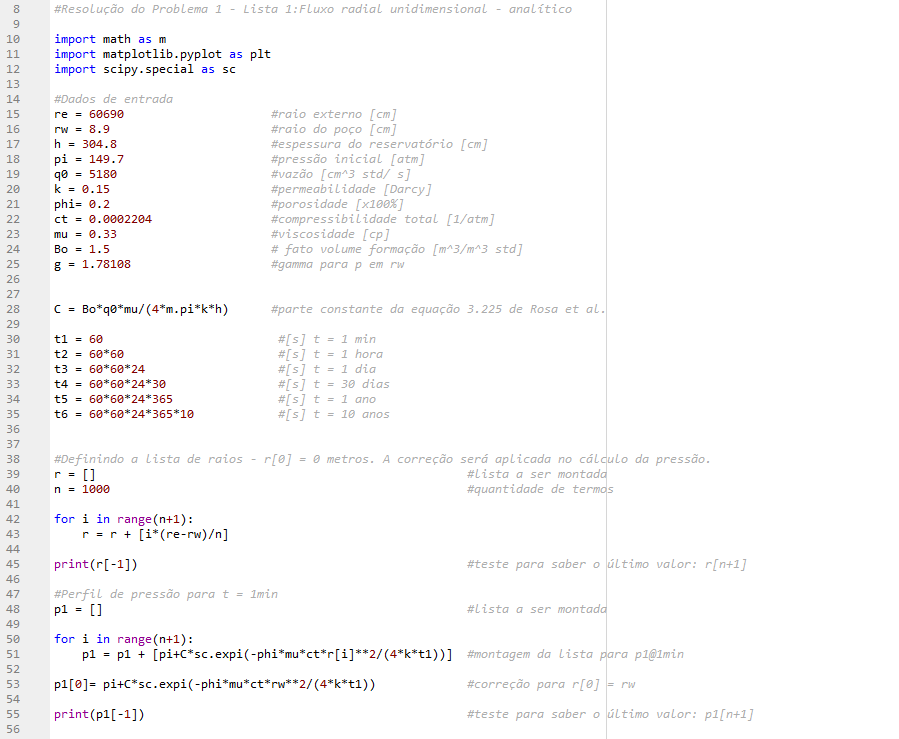 8 #Resolução do Problema 1 - Lista 1:Fluxo radial unidimensional - analítico
9
10 import math as m
11 import matplotlib.pyplot as plt
12 import scipy.special as sc
13
14 #Dados de entrada
15 re = 60690 #raio externo [cm]
16 rw = 8.9 #raio do poço [cm]
17 h = 304.8 #espessura do reservatório [cm]
18 pi = 149.7 #pressão inicial [atm]
19 q0 = 5180 #vazão [cm^3 std/ s]
20 k = 0.15 #permeabilidade [Darcy]
21 phi= 0.2 #porosidade [x100%]
22 ct = 0.0002204 #compressibilidade total [1/atm]
23 mu = 0.33 #viscosidade [cp]
24 Bo = 1.5 # fato volume formação [m^3/m^3 std]
25 g = 1.78108 #gamma para p em rw
26
27
28 C = Bo*q0*mu/(4*m.pi*k*h) #parte constante da equação 3.225 de Rosa et al.
29
30 t1 = 60 #[s] t = 1 min
31 t2 = 60*60 #[s] t = 1 hora
32 t3 = 60*60*24 #[s] t = 1 dia
33 t4 = 60*60*24*30 #[s] t = 30 dias
34 t5 = 60*60*24*365 #[s] t = 1 ano
35 t6 = 60*60*24*365*10 #[s] t = 10 anos
36
37
38 #Definindo a lista de raios - r[0] = 0 metros. A correção será aplicada no cálculo da pressão.
39 r = [] #lista a ser montada
40 n = 1000 #quantidade de termos
41
42 for i in range(n+1):
43 r = r + [i*(re-rw)/n]
44
45 print(r[-1]) #teste para saber o último valor: r[n+1]
46
47 #Perfil de pressão para t = 1min
48 p1 = [] #lista a ser montada
49
50 for i in range(n+1):
51 p1 = p1 + [pi+C*sc.expi(-phi*mu*ct*r[i]**2/(4*k*t1))] #montagem da lista para p1@1min
52
53 p1[0]= pi+C*sc.expi(-phi*mu*ct*rw**2/(4*k*t1)) #correção para r[0] = rw
54
55 print(p1[-1]) #teste para saber o último valor: p1[n+1]
56